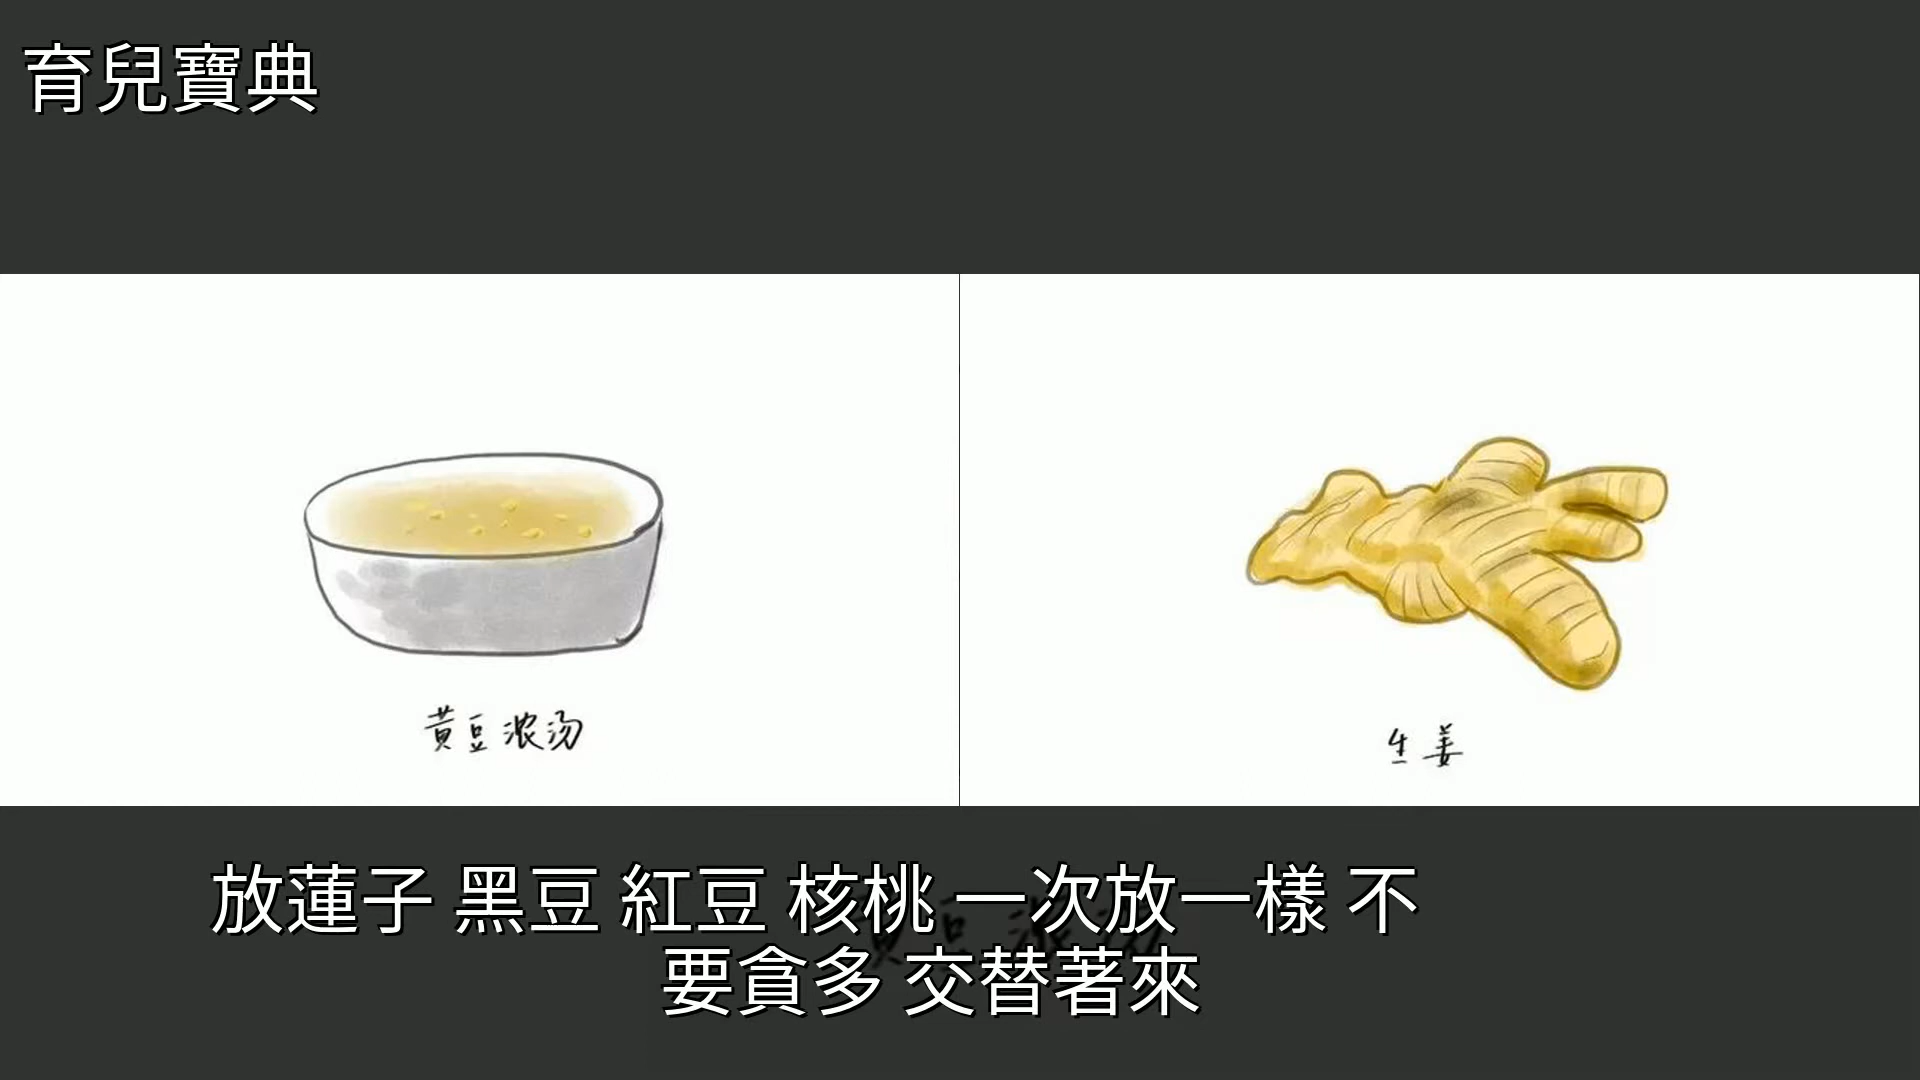 育兒寶典
黃豆浓汤
生姜
放蓮子 黑豆 紅豆 核桃 一次放一樣 不
要貪多 交替著來